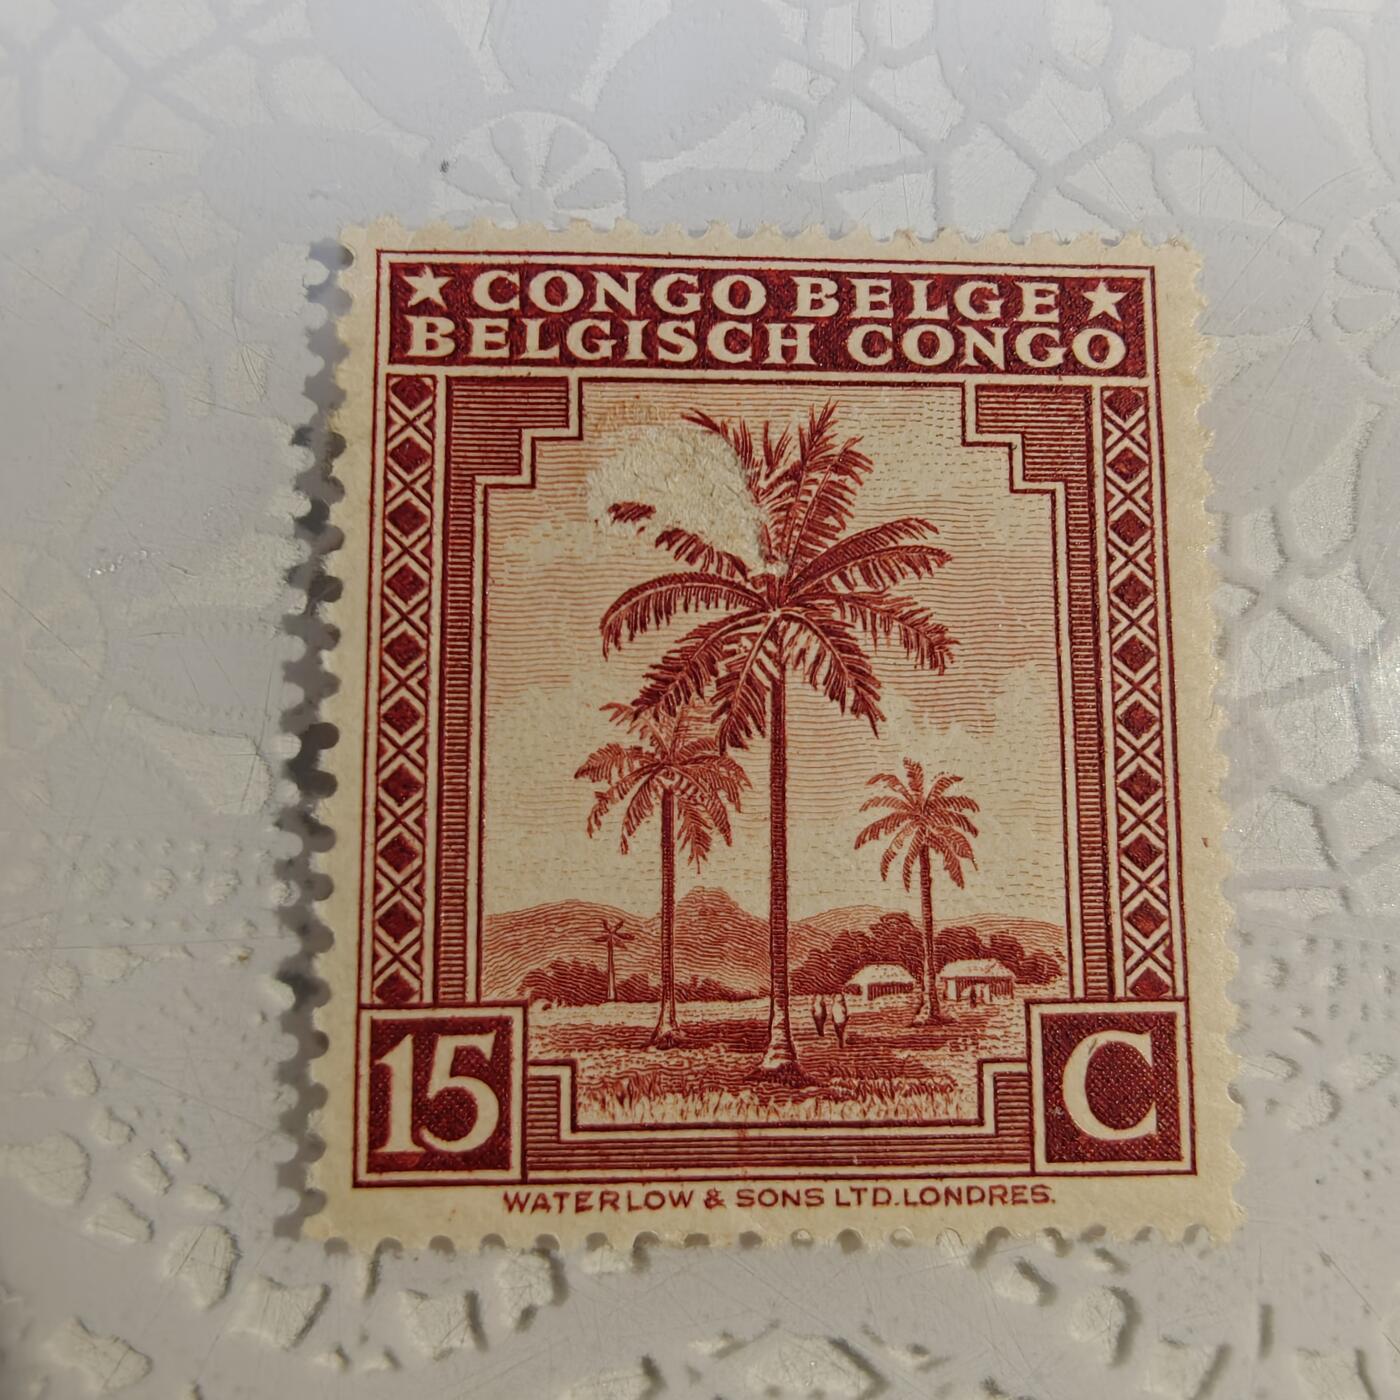 CONGO BELGE
BELGISCH CONGO
15 C
WATERLOW & SONS LTD. LONDRES.